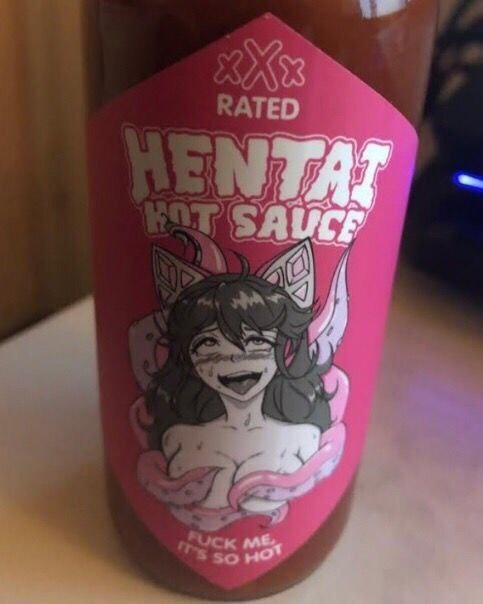 xXx
RATED
HENTAI
HOT SAUCE
FUCK ME,
IT'S SO HOT